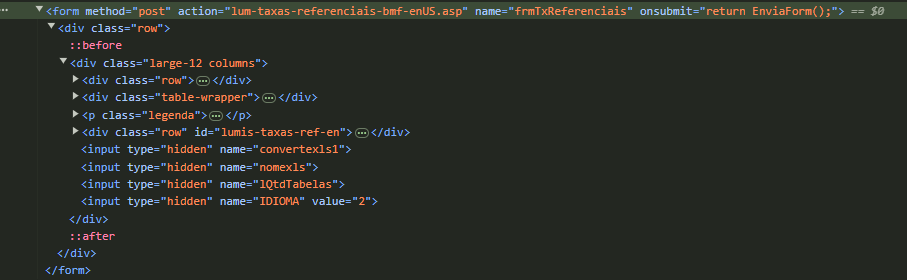 ··· ▼<form method="post" action="lum-taxas-referenciais-bmf-enUS.asp" name="frmTxReferenciais" onsubmit="return EnviaForm();"> == $0
▼<div class="row">
::before
▼<div class="large-12 columns">
▶<div class="row">···</div>
▶<div class="table-wrapper">···</div>
▶<p class="legenda">···</p>
▶<div class="row" id="lumis-taxas-ref-en">···</div>
<input type="hidden" name="convertexls1">
<input type="hidden" name="nomexls">
<input type="hidden" name="lQtdTabelas">
<input type="hidden" name="IDIOMA" value="2">
</div>
::after
</div>
</form>